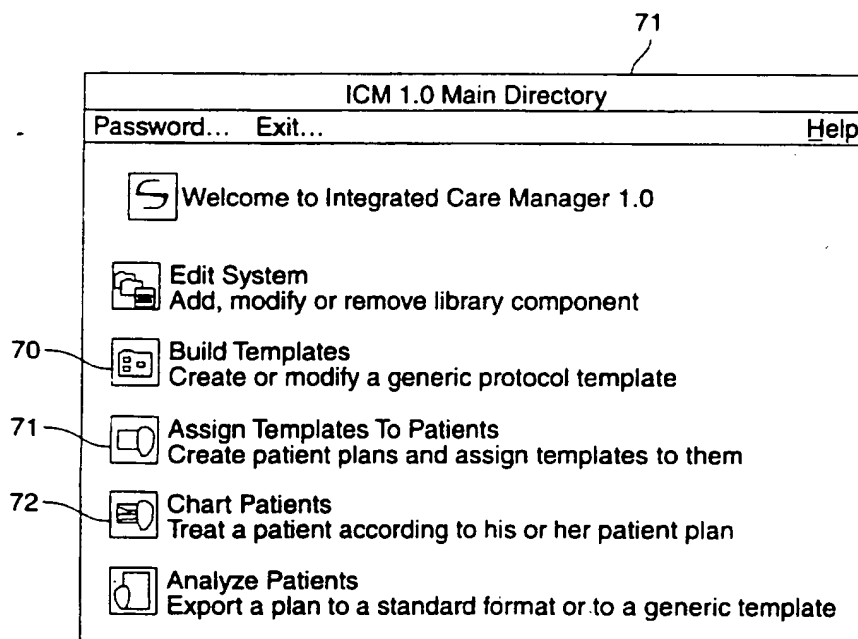 71
ICM 1.0 Main Directory
Password... Exit... Help
Welcome to Integrated Care Manager 1.0
Edit System
Add, modify or remove library component
70
Build Templates
Create or modify a generic protocol template
71
Assign Templates To Patients
Create patient plans and assign templates to them
72
Chart Patients
Treat a patient according to his or her patient plan
Analyze Patients
Export a plan to a standard format or to a generic template